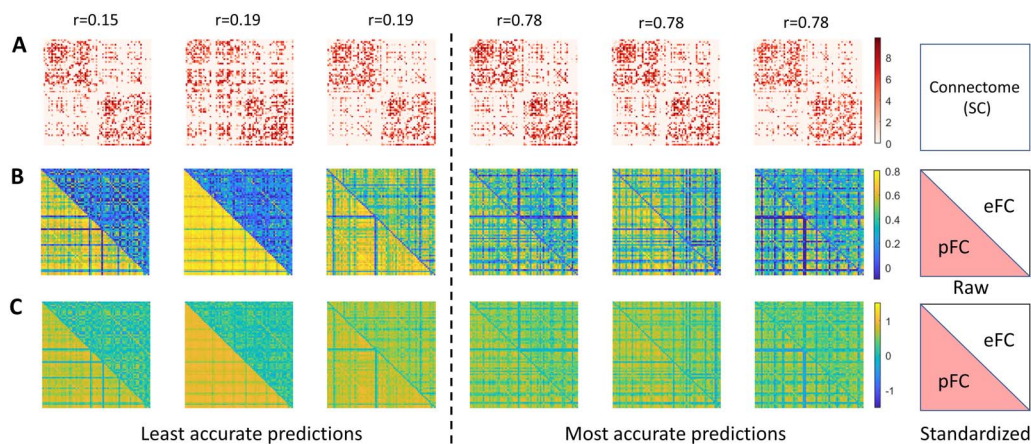 r=0.15 r=0.19 r=0.19 r=0.78 r=0.78 r=0.78
A
8
6
4
2
0
Connectome
(SC)
B
0.8
0.6
0.4
0.2
0
eFC
pFC
Raw
C
1
0
-1
eFC
pFC
Least accurate predictions Most accurate predictions Standardized